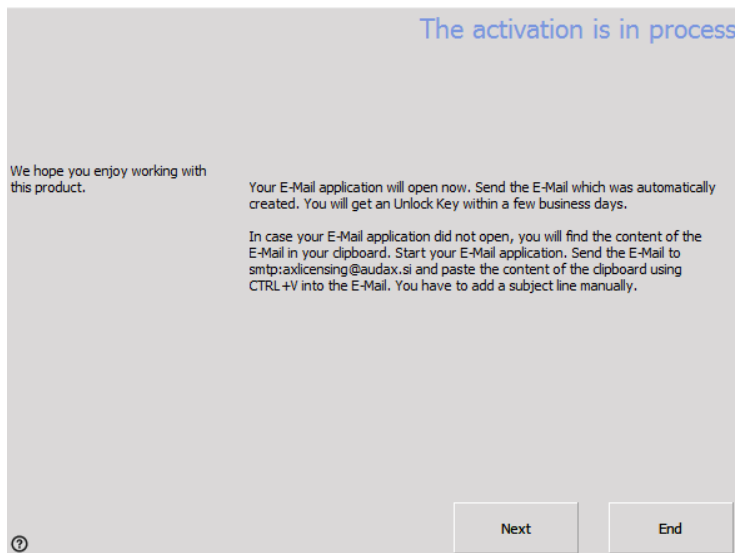 The activation is in process
We hope you enjoy working with
this product.
Your E-Mail application will open now. Send the E-Mail which was automatically
created. You will get an Unlock Key within a few business days.
In case your E-Mail application did not open, you will find the content of the
E-Mail in your clipboard. Start your E-Mail application. Send the E-Mail to
smtp:axlicensing@audax.si and paste the content of the clipboard using
CTRL+V into the E-Mail. You have to add a subject line manually.
Next
End
?